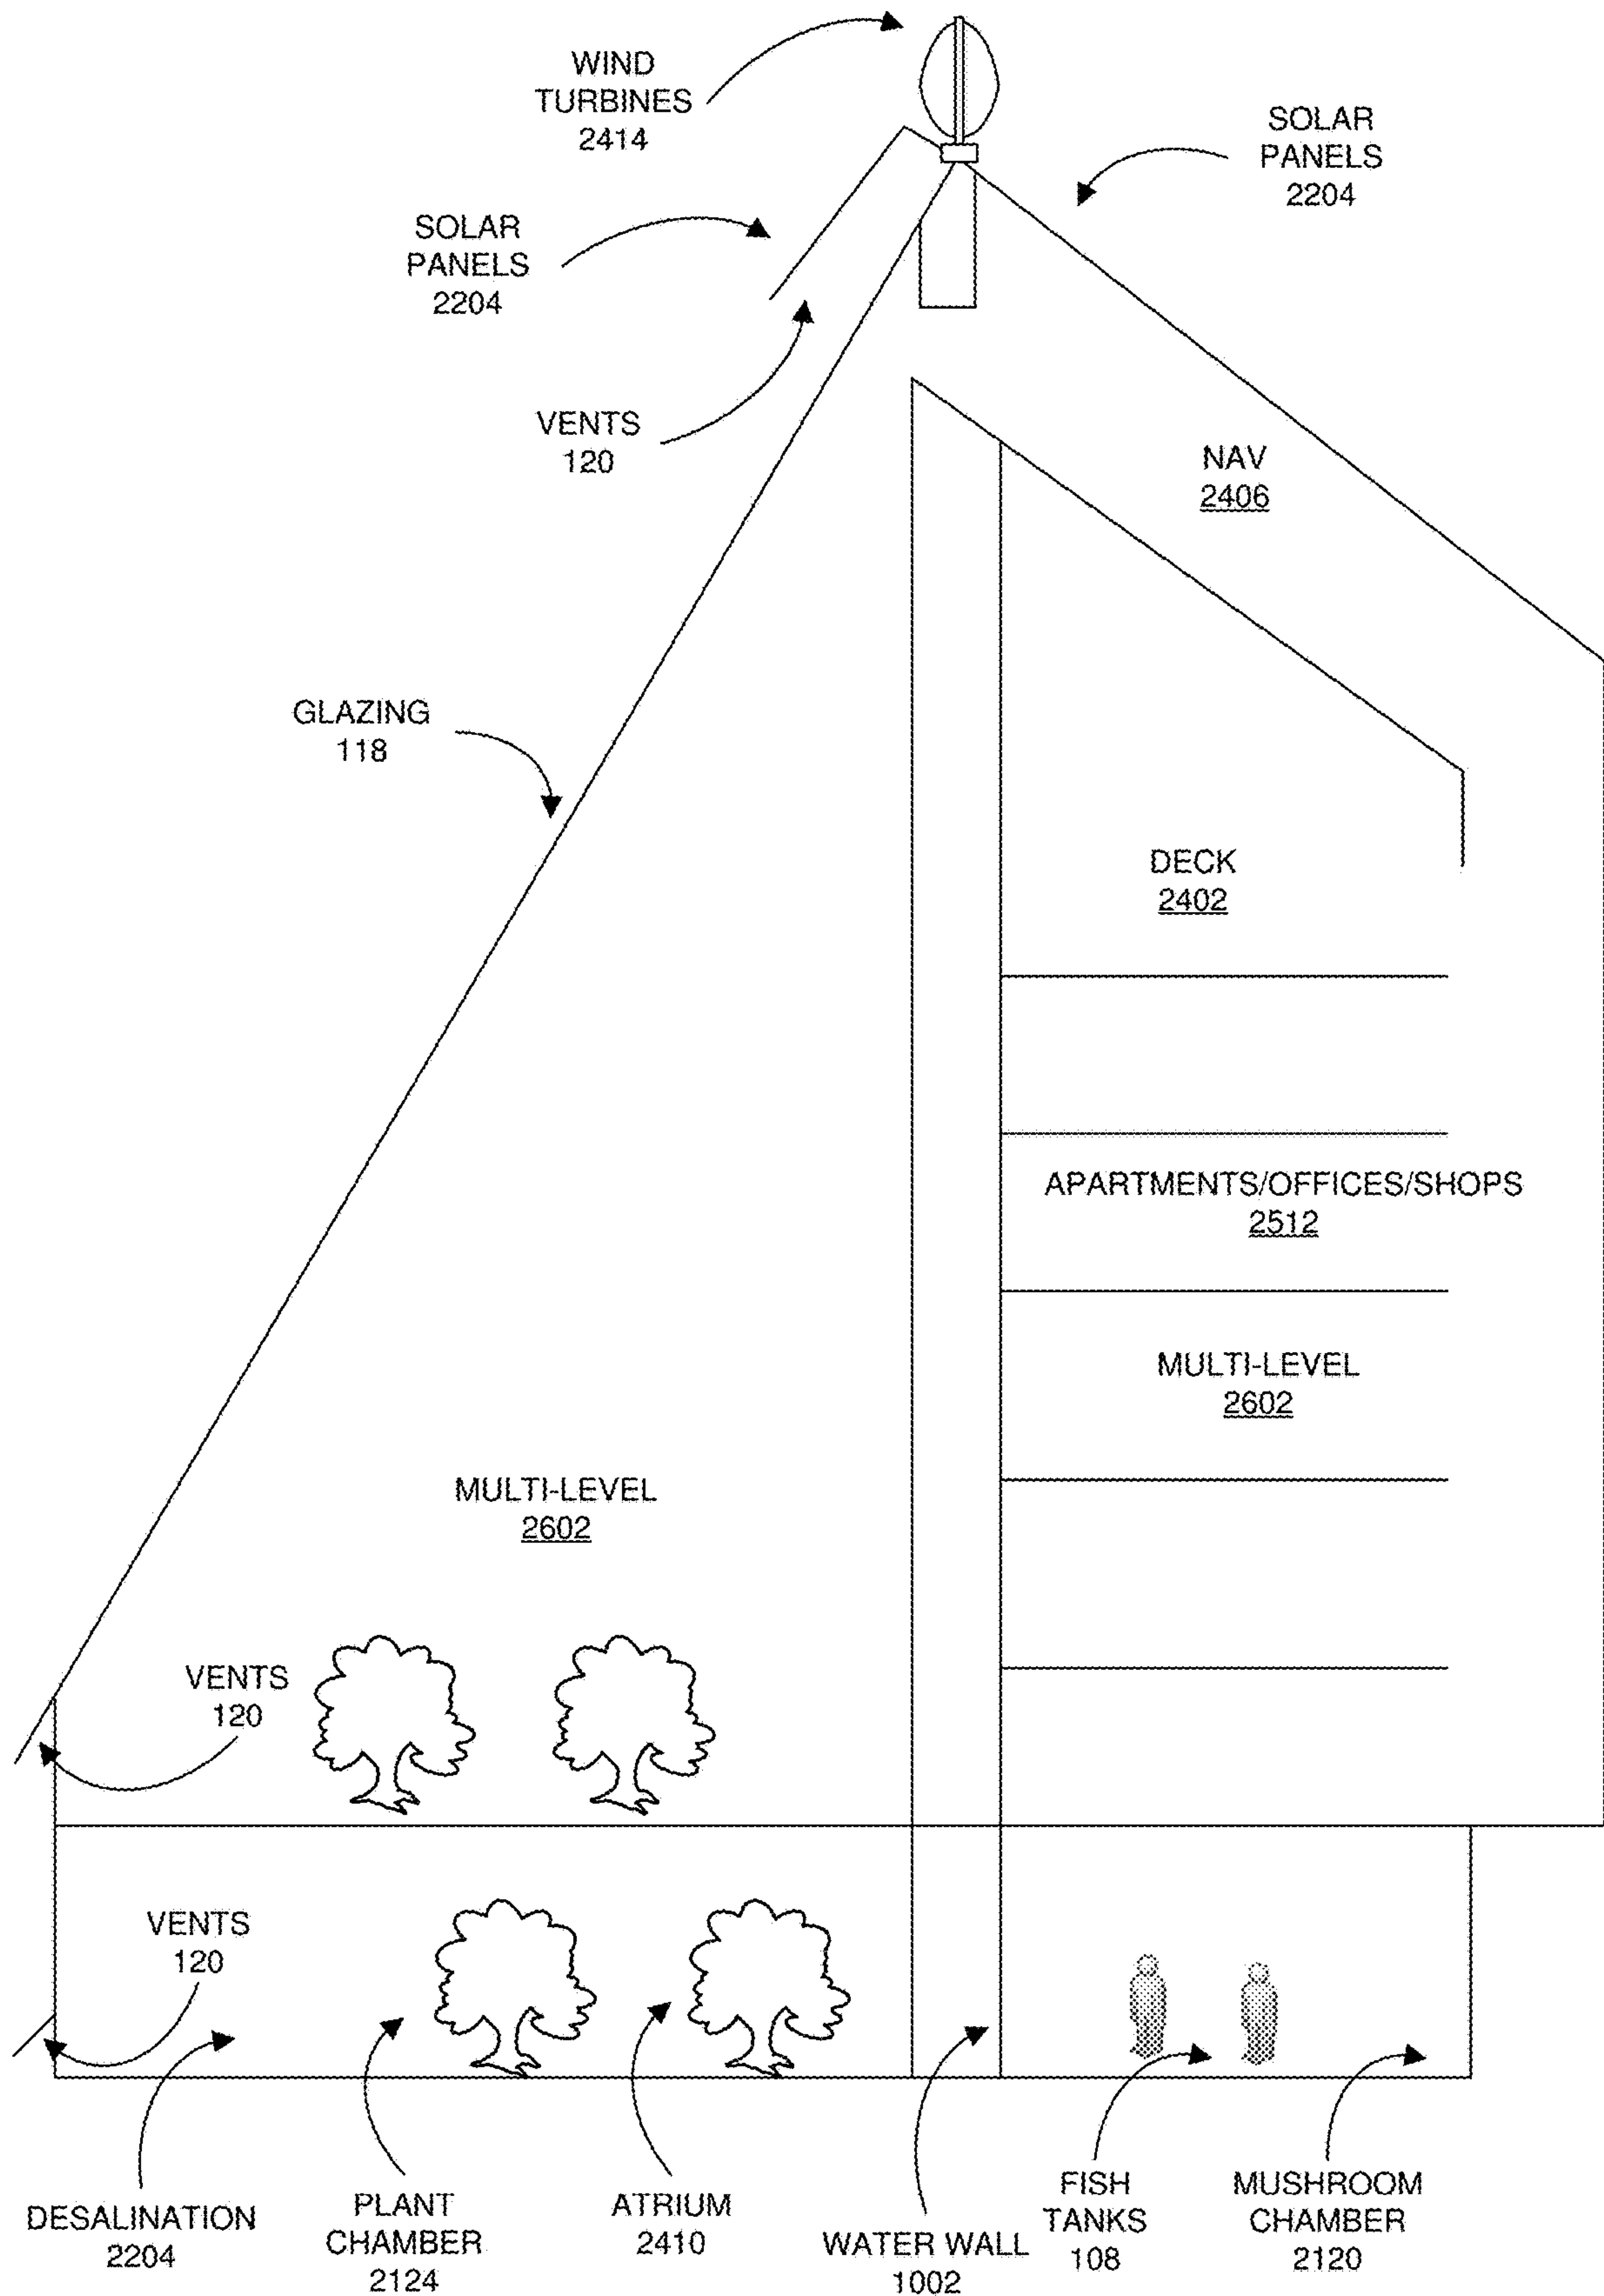 WIND
TURBINES
2414
SOLAR
PANELS
2204
SOLAR
PANELS
2204
VENTS
120
NAV
2406
GLAZING
118
DECK
2402
APARTMENTS/OFFICES/SHOPS
2512
MULTI-LEVEL
2602
MULTI-LEVEL
2602
VENTS
120
VENTS
120
DESALINATION
2204
PLANT
CHAMBER
2124
ATRIUM
2410
WATER WALL
1002
FISH
TANKS
108
MUSHROOM
CHAMBER
2120